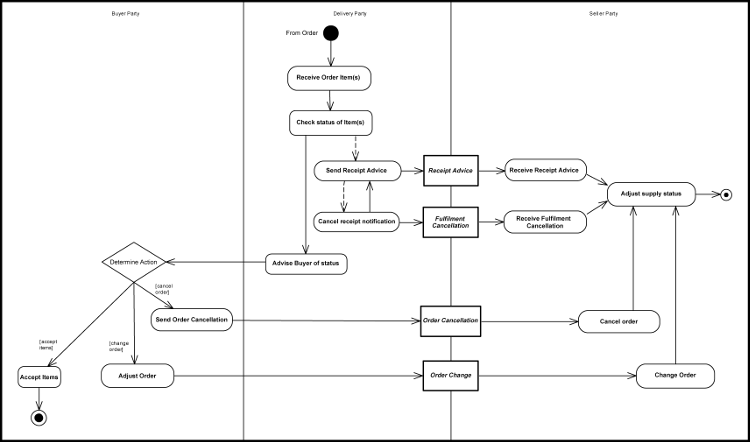 Buyer Party
Delivery Party
Seller Party
From Order
Receive Order Item(s)
Check status of Item(s)
Send Receipt Advice
Receipt Advice
Receive Receipt Advice
Adjust supply status
Cancel receipt notification
Fulfilment
Cancellation
Receive Fulfilment
Cancellation
Determine Action
Advise Buyer of status
[cancel
order]
Send Order Cancellation
Order Cancellation
Cancel order
[accept
items]
[change
order]
Accept Items
Adjust Order
Order Change
Change Order